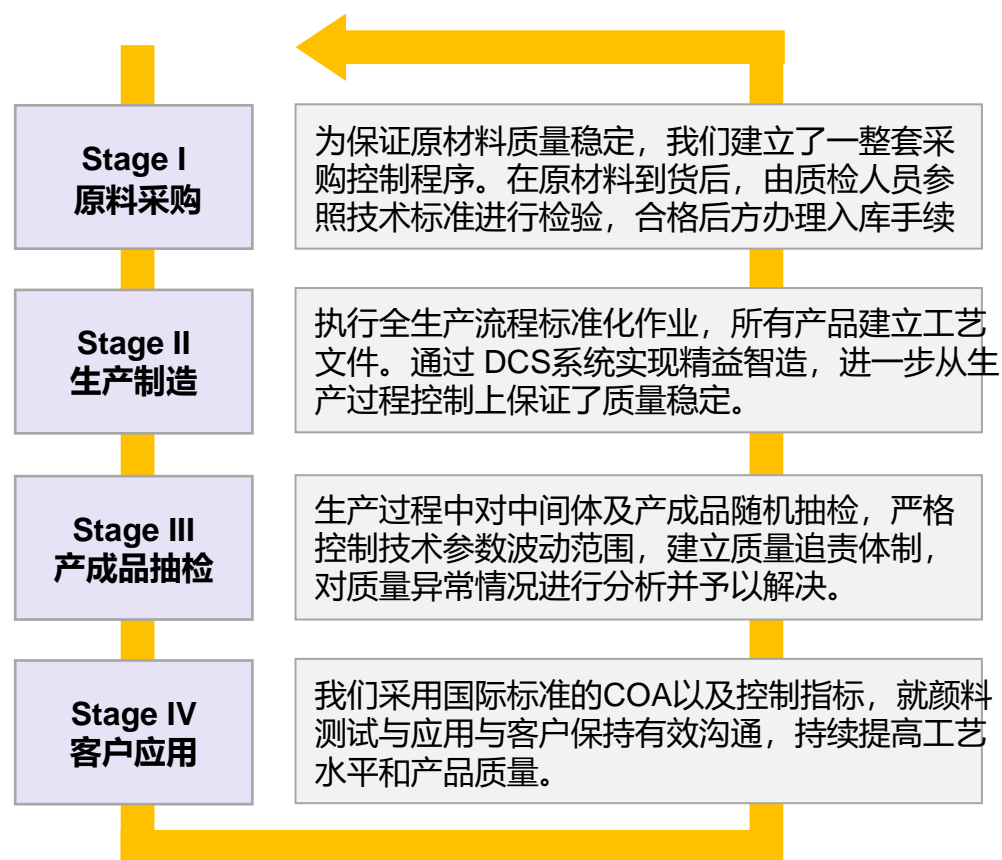 Stage I
原料采购
为保证原材料质量稳定，我们建立了一整套采
购控制程序。在原材料到货后，由质检人员参
照技术标准进行检验，合格后方办理入库手续
Stage II
生产制造
执行全生产流程标准化作业，所有产品建立工艺
文件。通过 DCS系统实现精益智造，进一步从生
产过程控制上保证了质量稳定。
Stage III
产成品抽检
生产过程中对中间体及产成品随机抽检，严格
控制技术参数波动范围，建立质量追责体制，
对质量异常情况进行分析并予以解决。
Stage IV
客户应用
我们采用国际标准的COA以及控制指标，就颜料
测试与应用与客户保持有效沟通，持续提高工艺
水平和产品质量。